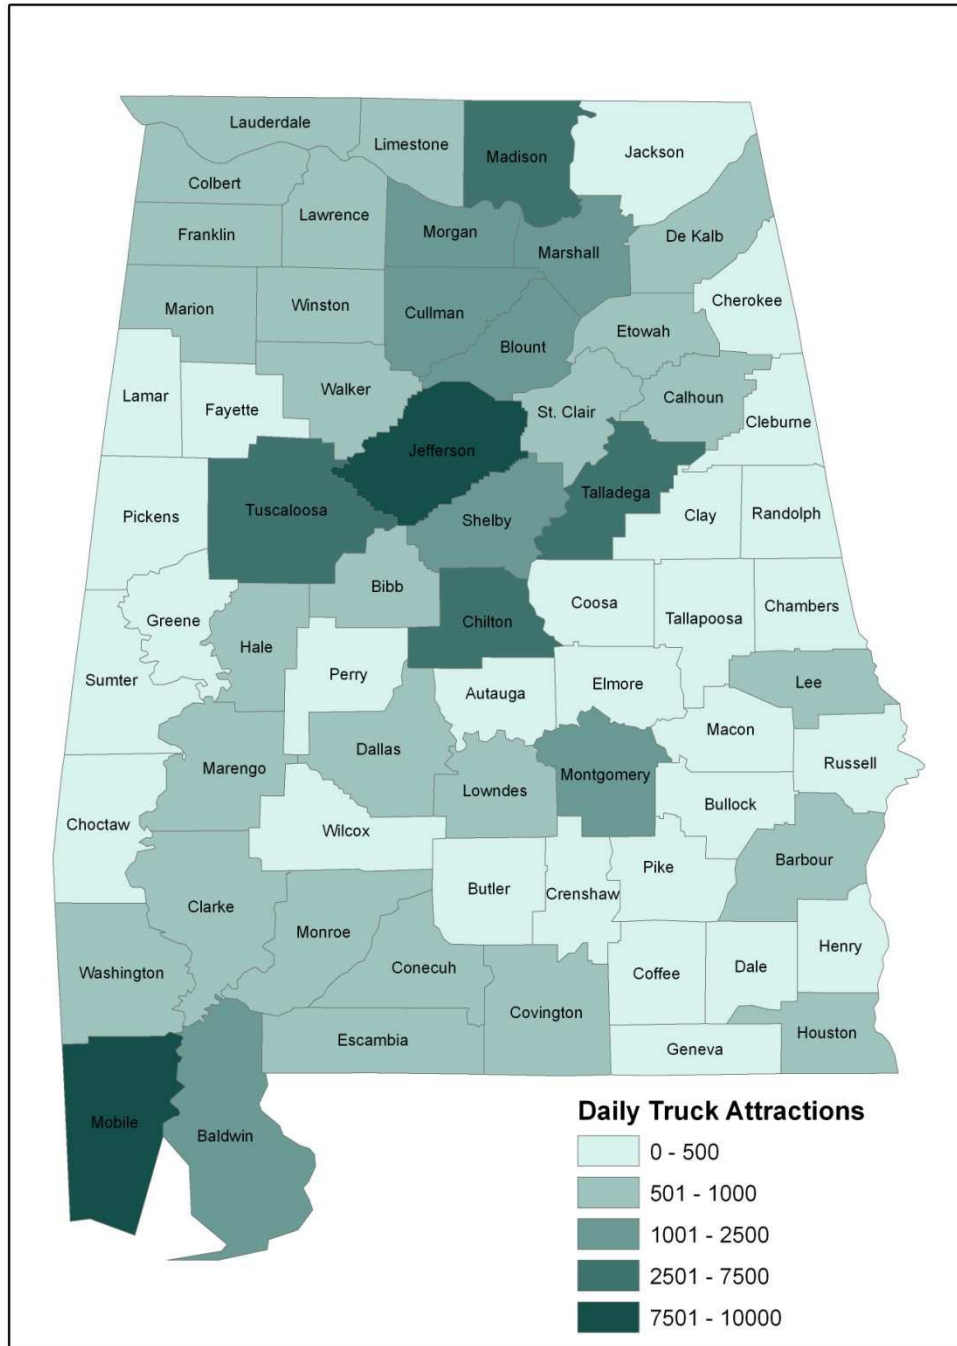 Lauderdale
Limestone
Madison
Jackson
Colbert
Lawrence
Franklin
Morgan
Marshall
De Kalb
Marion
Winston
Cullman
Blount
Etowah
Cherokee
Lamar
Fayette
Walker
St. Clair
Calhoun
Cleburne
Jefferson
Pickens
Tuscaloosa
Shelby
Talladega
Clay
Randolph
Greene
Hale
Bibb
Chilton
Coosa
Tallapoosa
Chambers
Sumter
Perry
Autauga
Elmore
Lee
Macon
Russell
Marengo
Dallas
Lowndes
Montgomery
Bullock
Choctaw
Wilcox
Butler
Crenshaw
Pike
Barbour
Clarke
Monroe
Conecuh
Washington
Coffee
Dale
Henry
Covington
Escambia
Geneva
Houston
Mobile
Baldwin
Daily Truck Attractions
0 - 500
501 - 1000
1001 - 2500
2501 - 7500
7501 - 10000